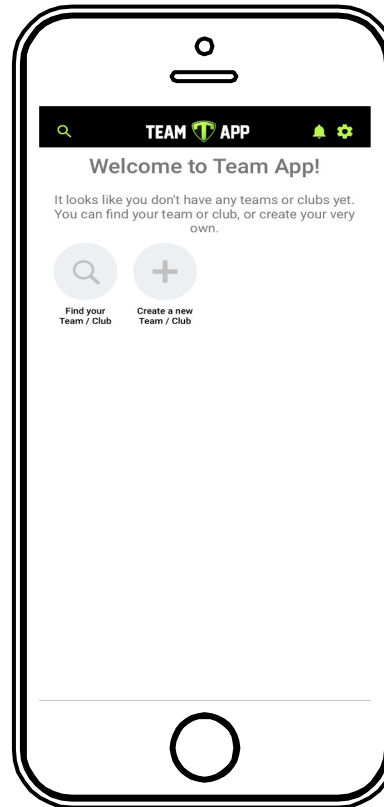 TEAM APP
Welcome to Team App!
It looks like you don't have any teams or clubs yet.
You can find your team or club, or create your very
own.
Find your
Team / Club
Create a new
Team / Club